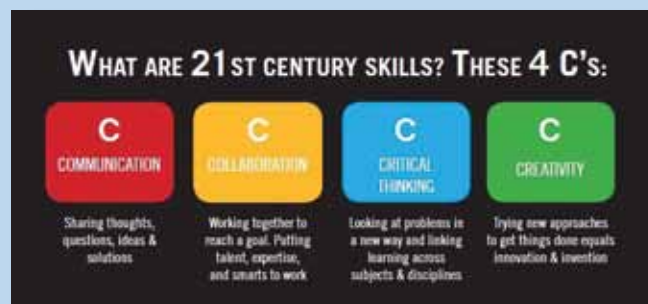 WHAT ARE 21ST CENTURY SKILLS? THESE 4 C'S:
C
COMMUNICATION
Sharing thoughts,
questions, ideas &
solutions
C
COLLABORATION
Working together to
reach a goal. Putting
talent, expertise,
and smarts to work
C
CRITICAL
THINKING
Looking at problems in
a new way and linking
learning across
subjects & disciplines
C
CREATIVITY
Trying new approaches
to get things done equals
innovation & invention